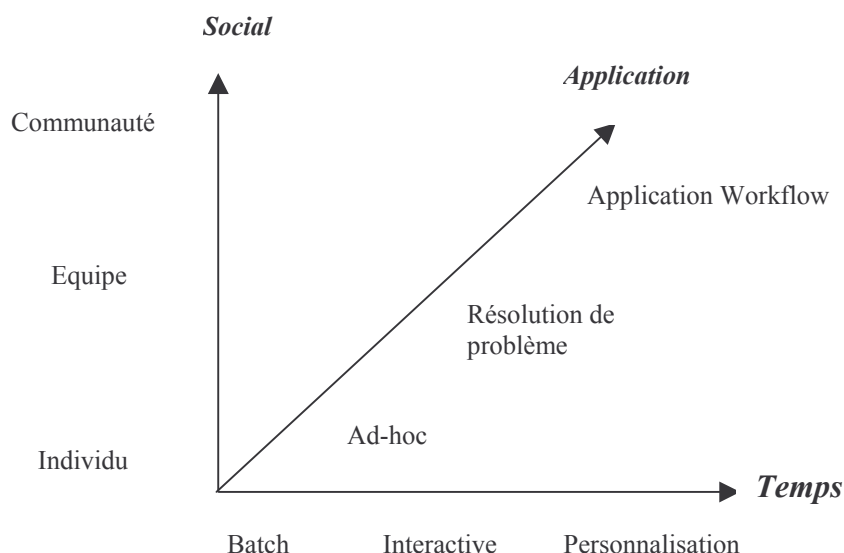 Social
Application
Communauté
Application Workflow
Equipe
Résolution de
problème
Ad-hoc
Individu
Temps
Batch Interactive Personnalisation